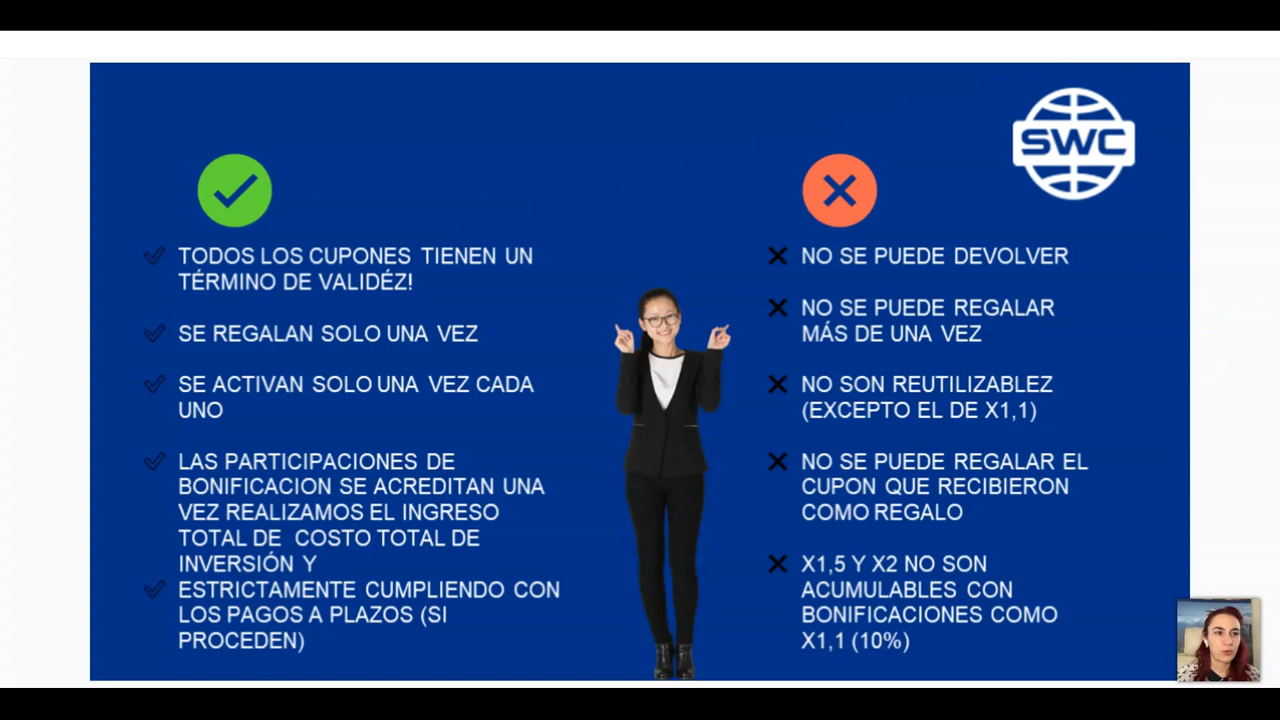 SWC
TODOS LOS CUPONES TIENEN UN
TÉRMINO DE VALIDÉZ!
SE REGALAN SOLO UNA VEZ
SE ACTIVAN SOLO UNA VEZ CADA
UNO
LAS PARTICIPACIONES DE
BONIFICACION SE ACREDITAN UNA
VEZ REALIZAMOS EL INGRESO
TOTAL DE COSTO TOTAL DE
INVERSIÓN Y
ESTRICTAMENTE CUMPLIENDO CON
LOS PAGOS A PLAZOS (SI
PROCEDEN)
NO SE PUEDE DEVOLVER
NO SE PUEDE REGALAR
MÁS DE UNA VEZ
NO SON REUTILIZABLEZ
(EXCEPTO EL DE X1,1)
NO SE PUEDE REGALAR EL
CUPON QUE RECIBIERON
COMO REGALO
X1,5 Y X2 NO SON
ACUMULABLES CON
BONIFICACIONES COMO
X1,1 (10%)